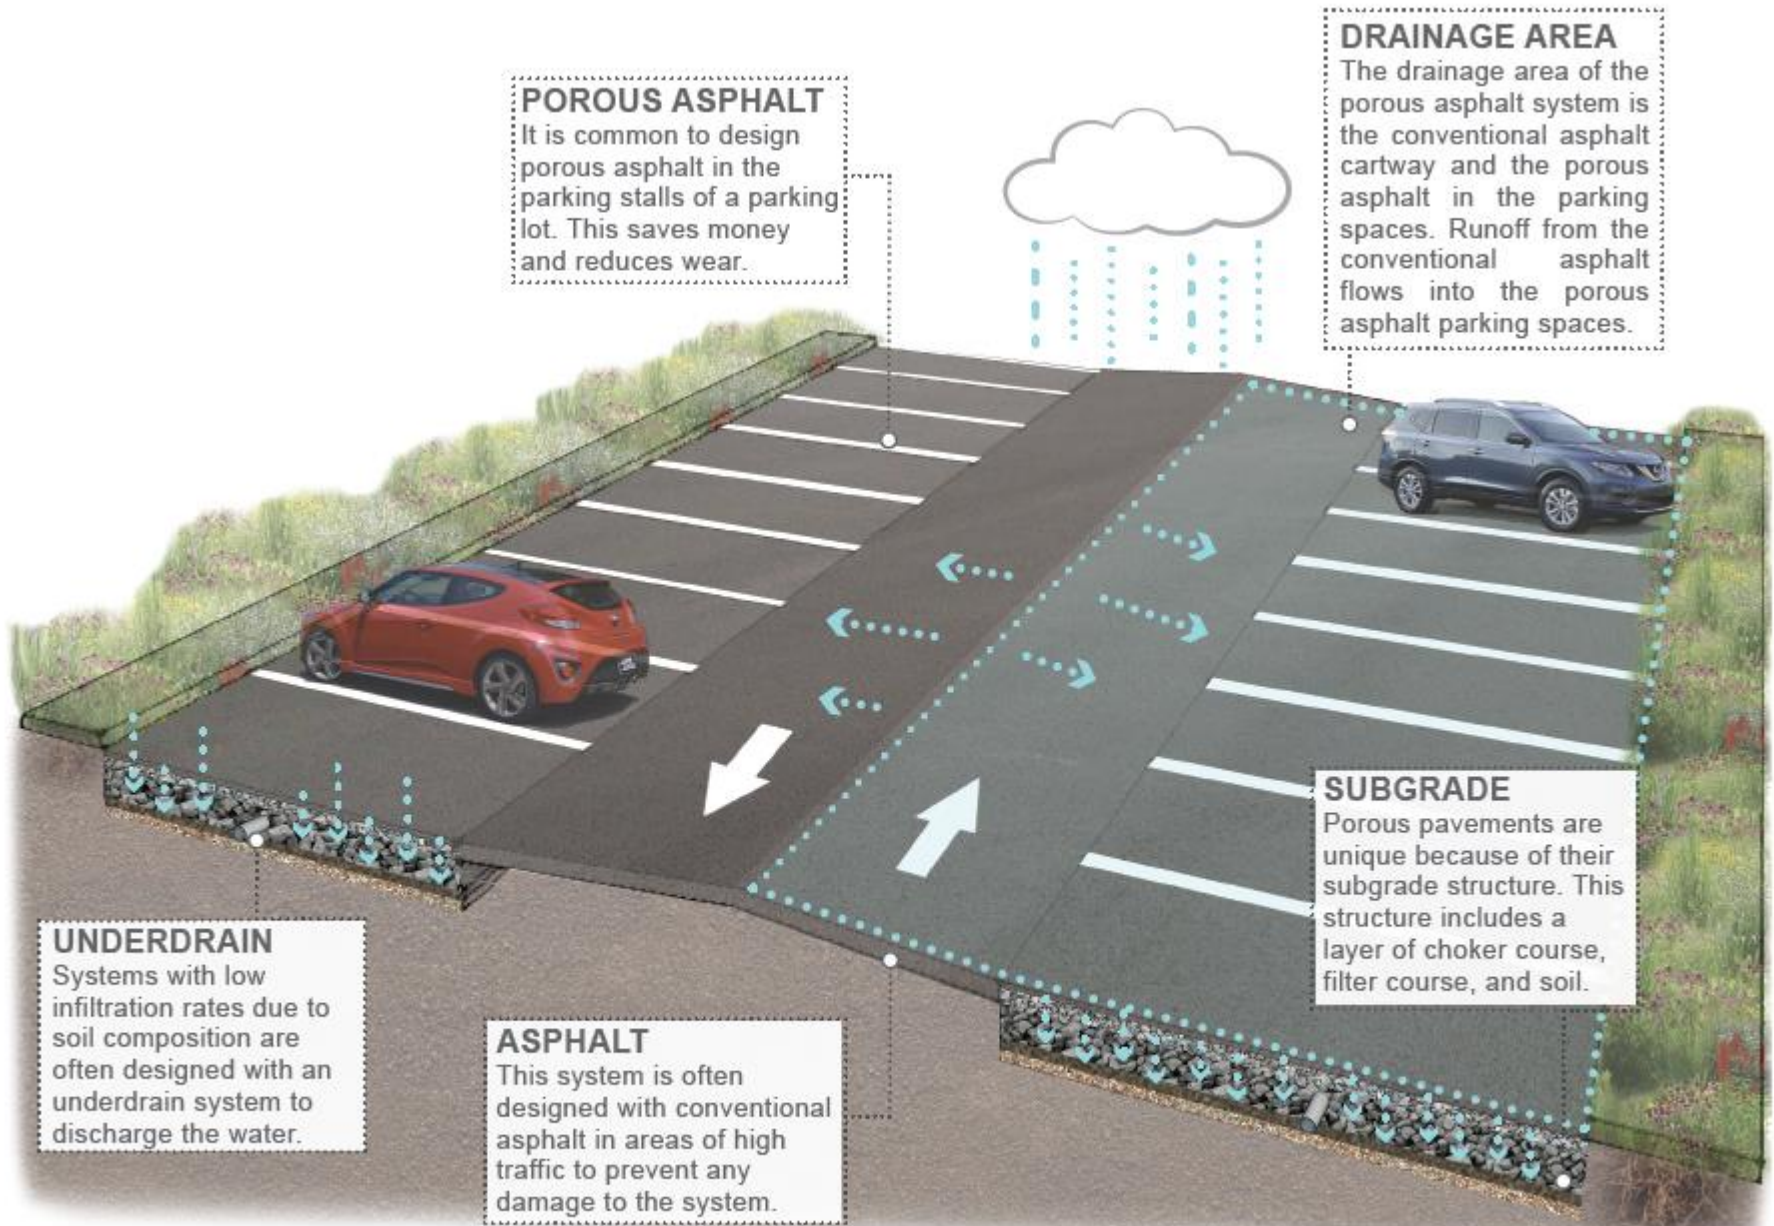 POROUS ASPHALT
It is common to design
porous asphalt in the
parking stalls of a parking
lot. This saves money
and reduces wear.
DRAINAGE AREA
The drainage area of the
porous asphalt system is
the conventional asphalt
cartway and the porous
asphalt in the parking
spaces. Runoff from the
conventional asphalt
flows into the porous
asphalt parking spaces.
SUBGRADE
Porous pavements are
unique because of their
subgrade structure. This
structure includes a
layer of choker course,
filter course, and soil.
UNDERDRAIN
Systems with low
infiltration rates due to
soil composition are
often designed with an
underdrain system to
discharge the water.
ASPHALT
This system is often
designed with conventional
asphalt in areas of high
traffic to prevent any
damage to the system.